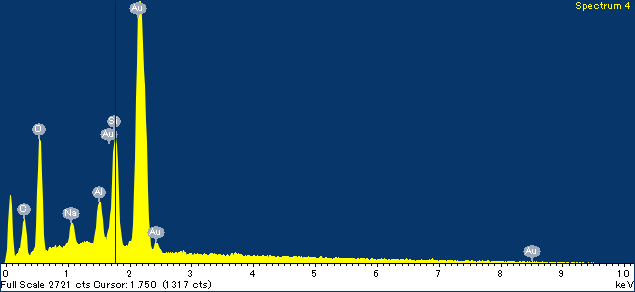 Spectrum 4
Au
Si
O
Au
Al
C
Na
Au
Au
0 1 2 3 4 5 6 7 8 9 10
Full Scale 2721 cts Cursor: 1.750 (1317 cts) keV